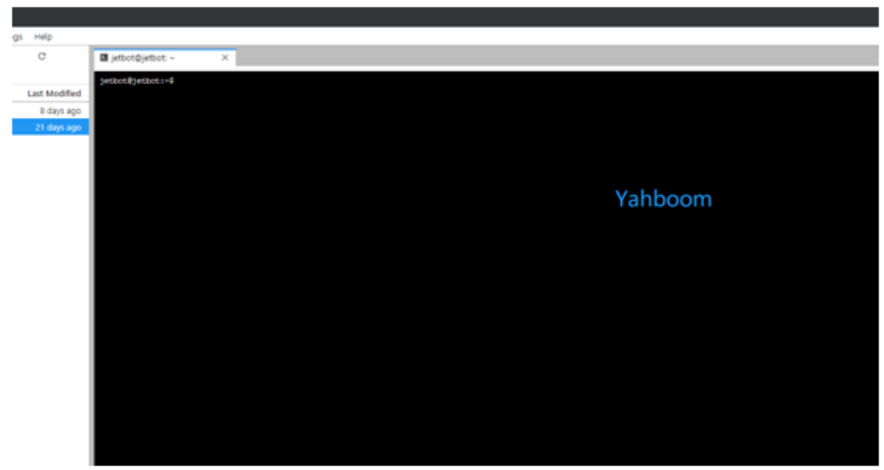 gs Help
jetbot@jetbot: ~
jetbot@jetbot:~$
Last Modified
8 days ago
21 days ago
Yahboom